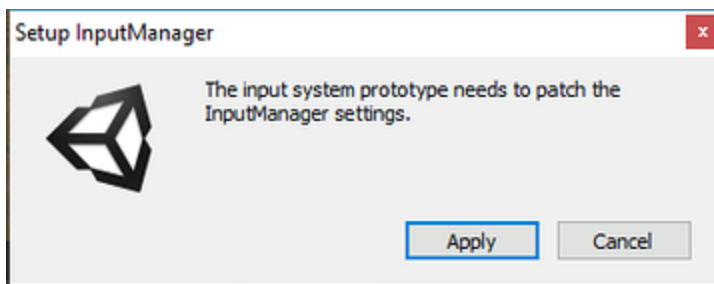 Setup InputManager
x
The input system prototype needs to patch the
InputManager settings.
Apply
Cancel